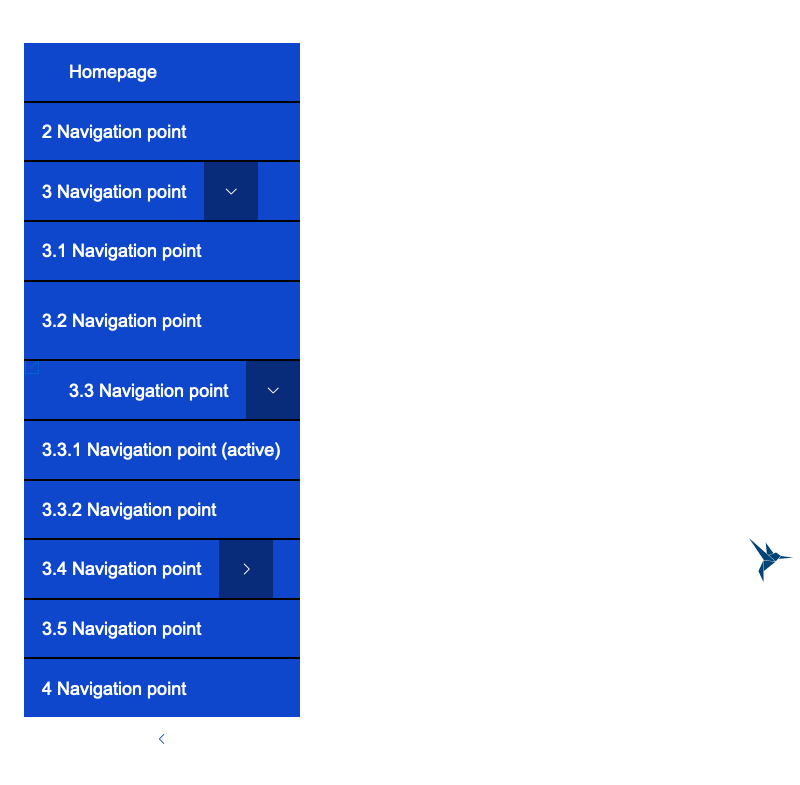 Homepage
2 Navigation point
3 Navigation point
3.1 Navigation point
3.2 Navigation point
3.3 Navigation point
3.3.1 Navigation point (active)
3.3.2 Navigation point
3.4 Navigation point
3.5 Navigation point
4 Navigation point